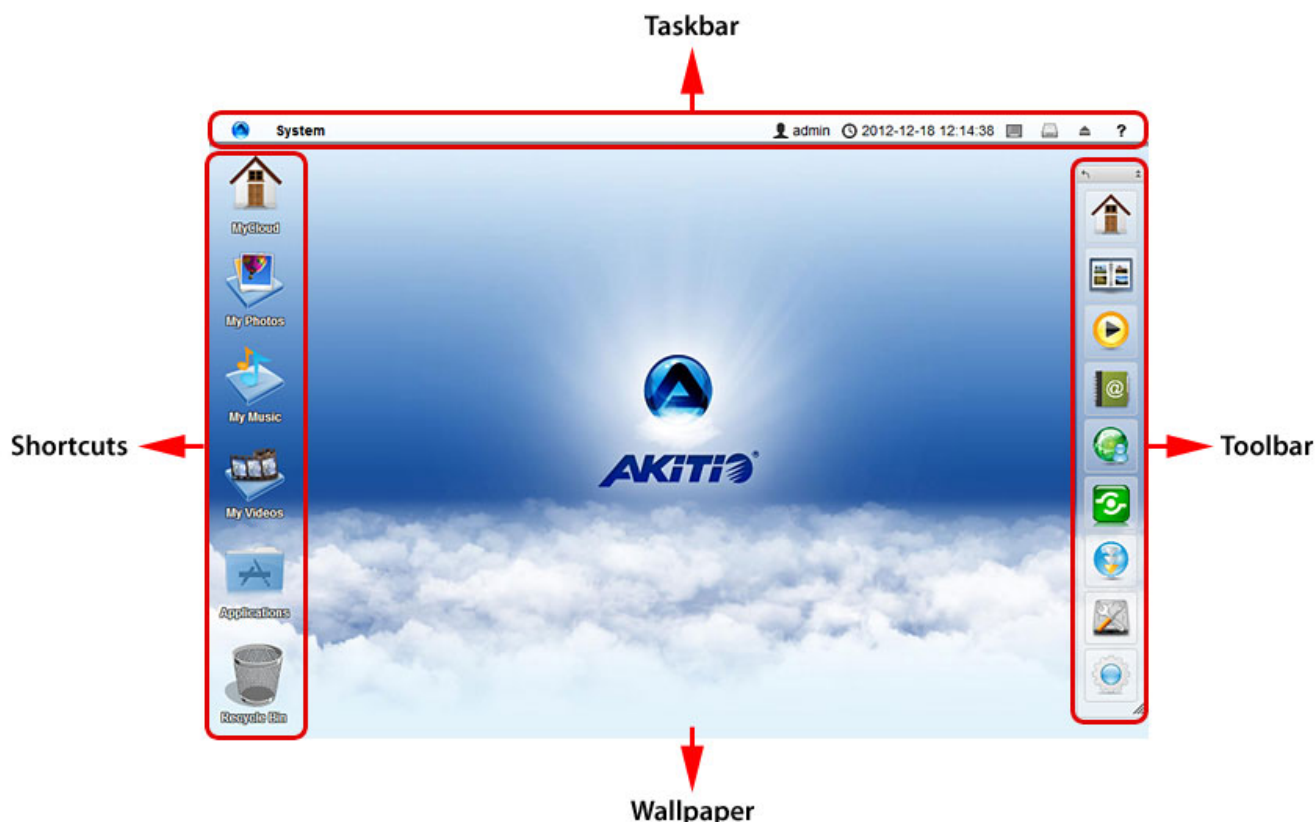 Taskbar
System admin 2012-12-18 12:14:38 ?
MyCloud
My Photos
My Music
My Videos
Applications
Recycle Bin
Shortcuts
@
AKiTiO®
Toolbar
Wallpaper